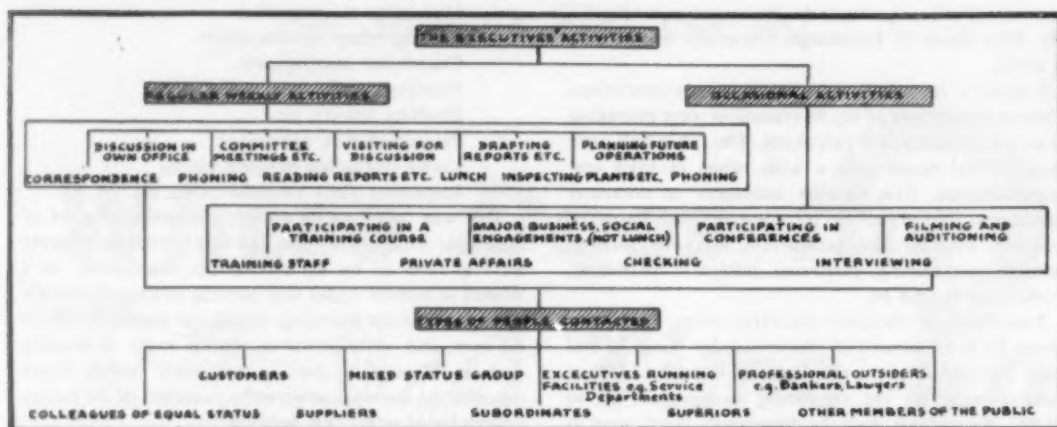 THE EXECUTIVES ACTIVITIES
REGULAR WEEKLY ACTIVITIES
OCCASIONAL ACTIVITIES
DISCUSSION IN OWN OFFICE
COMMITTEE MEETINGS ETC.
VISITING FOR DISCUSSION
DRAFTING REPORTS ETC.
PLANNING FUTURE OPERATIONS
CORRESPONDENCE PHONING READING REPORTS ETC. LUNCH INSPECTING PLANTS ETC. PHONING
PARTICIPATING IN A TRAINING COURSE
MAJOR BUSINESS, SOCIAL ENGAGEMENTS (NOT LUNCH)
PARTICIPATING IN CONFERENCES
FILMING AND AUDITIONING
TRAINING STAFF PRIVATE AFFAIRS CHECKING INTERVIEWING
TYPES OF PEOPLE CONTACTED
CUSTOMERS
MIXED STATUS GROUP
EXECUTIVES RUNNING FACILITIES e.g. Service Departments
PROFESSIONAL OUTSIDERS e.g. Bankers, Lawyers
COLLEAGUES OF EQUAL STATUS SUPPLIERS SUBORDINATES SUPERIORS OTHER MEMBERS OF THE PUBLIC